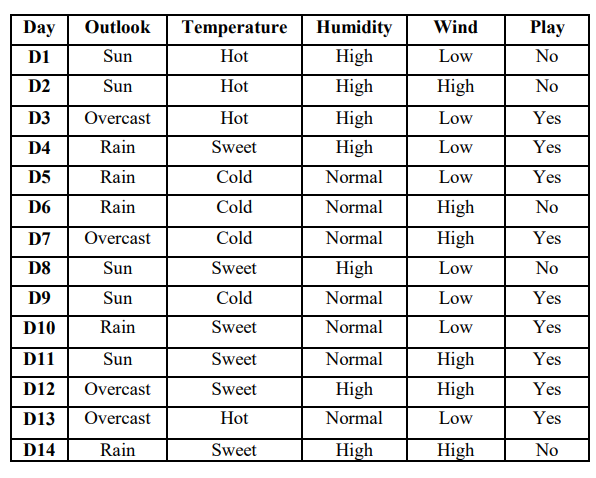 Day Outlook Temperature Humidity Wind Play
D1 Sun Hot High Low No
D2 Sun Hot High High No
D3 Overcast Hot High Low Yes
D4 Rain Sweet High Low Yes
D5 Rain Cold Normal Low Yes
D6 Rain Cold Normal High No
D7 Overcast Cold Normal High Yes
D8 Sun Sweet High Low No
D9 Sun Cold Normal Low Yes
D10 Rain Sweet Normal Low Yes
D11 Sun Sweet Normal High Yes
D12 Overcast Sweet High High Yes
D13 Overcast Hot Normal Low Yes
D14 Rain Sweet High High No